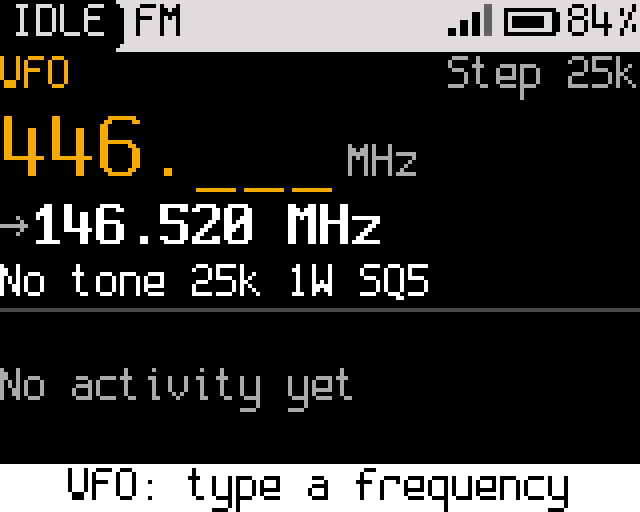 IDLE FM 84%
VFO Step 25k
446.___ MHz
→146.520 MHz
No tone 25k 1W SQ5
No activity yet
VFO: type a frequency